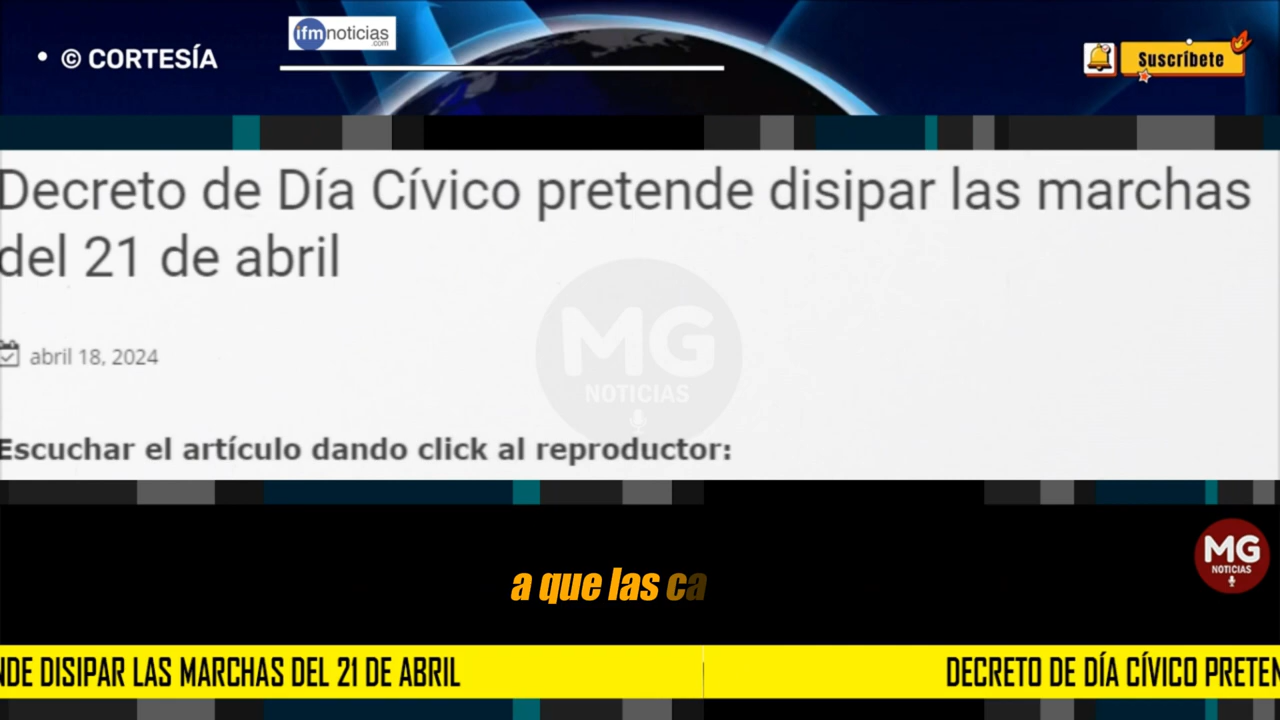 • © CORTESÍA
ifmnoticias
.com
Suscríbete
Decreto de Día Cívico pretende disipar las marchas
del 21 de abril
abril 18, 2024
MG
NOTICIAS
Escuchar el artículo dando click al reproductor:
MG
NOTICIAS
a que las ca
NDE DISIPAR LAS MARCHAS DEL 21 DE ABRIL
DECRETO DE DÍA CÍVICO PRETEN